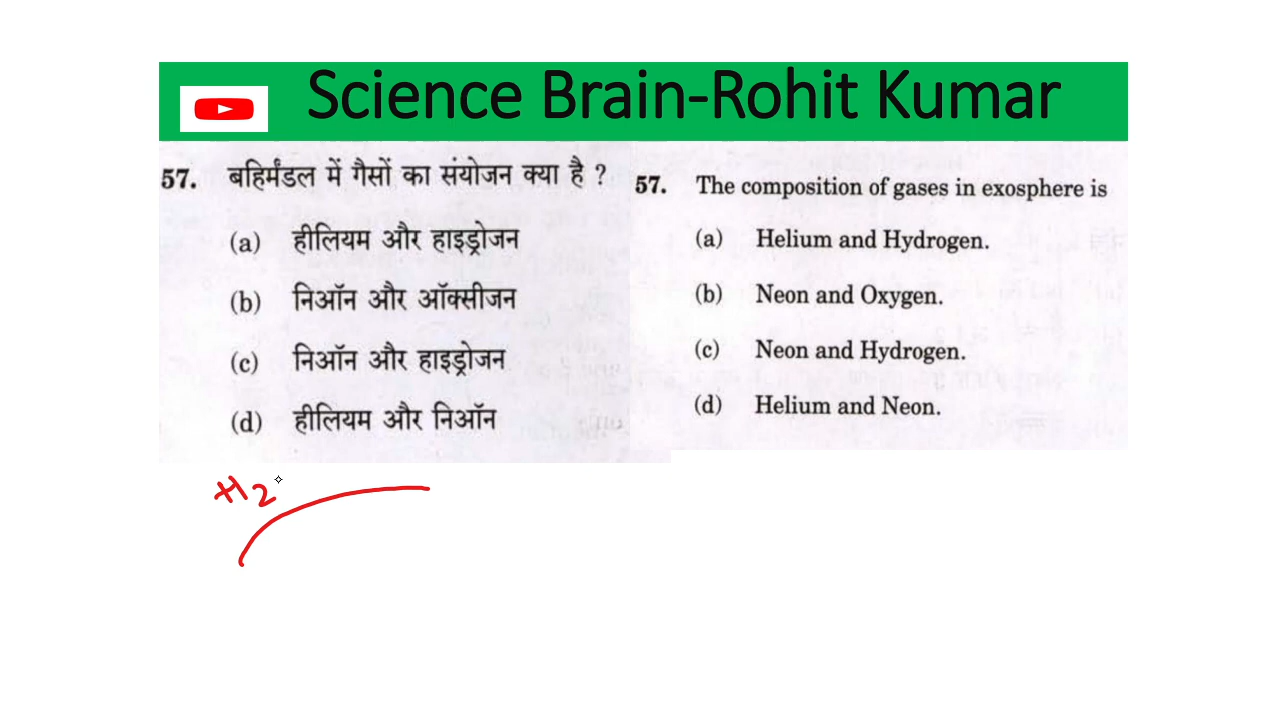 Science Brain-Rohit Kumar
57. बहिर्मंडल में गैसों का संयोजन क्या है ?
(a) हीलियम और हाइड्रोजन
(b) निऑन और ऑक्सीजन
(c) निऑन और हाइड्रोजन
(d) हीलियम और निऑन
57. The composition of gases in exosphere is
(a) Helium and Hydrogen.
(b) Neon and Oxygen.
(c) Neon and Hydrogen.
(d) Helium and Neon.
H2